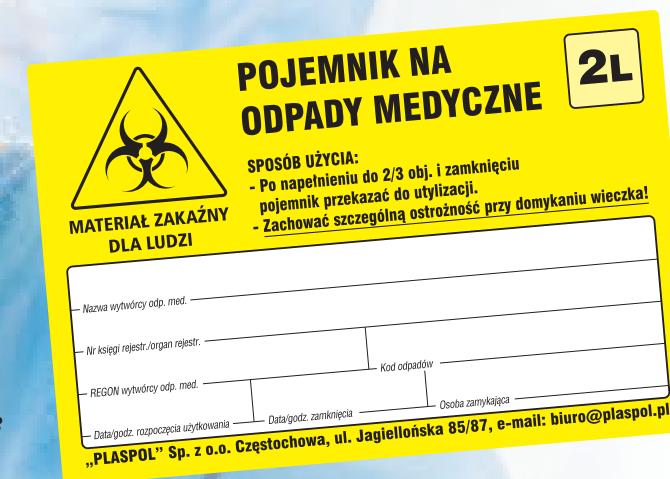 POJEMNIK NA
ODPADY MEDYCZNE
2L
SPOSÓB UŻYCIA:
- Po napełnieniu do 2/3 obj. i zamknięciu
pojemnik przekazać do utylizacji.
- Zachować szczególną ostrożność przy domykaniu wieczka!
MATERIAŁ ZAKAŹNY
DLA LUDZI
Nazwa wytwórcy odp. med.
Nr księgi rejestr./organ rejestr.
REGON wytwórcy odp. med.
Kod odpadów
Data/godz. rozpoczęcia użytkowania
Data/godz. zamknięcia
Osoba zamykająca
„PLASPOL” Sp. z o.o. Częstochowa, ul. Jagiellońska 85/87, e-mail: biuro@plaspol.pl